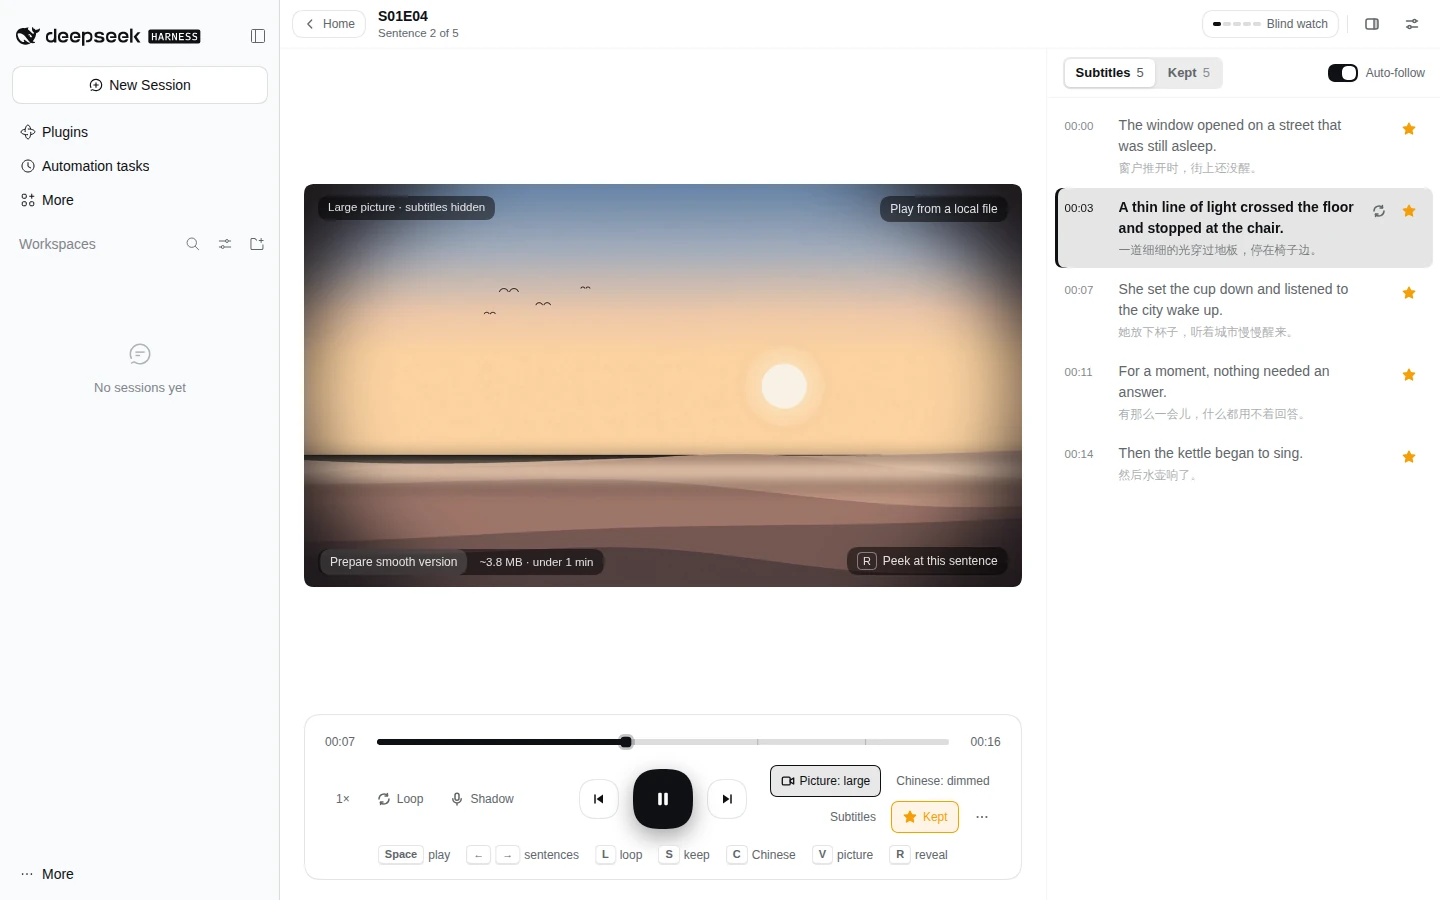 deepseek HARNESS
New Session
Plugins
Automation tasks
More
Workspaces
No sessions yet
More
Home
S01E04
Sentence 2 of 5
Blind watch
Large picture · subtitles hidden
Play from a local file
Prepare smooth version
~3.8 MB · under 1 min
R Peek at this sentence
00:07
00:16
1×
Loop
Shadow
Picture: large
Chinese: dimmed
Subtitles
Kept
Space play
← → sentences
L loop
S keep
C Chinese
V picture
R reveal
Subtitles 5
Kept 5
Auto-follow
00:00
The window opened on a street that
was still asleep.
窗户推开时，街上还没醒。
00:03
A thin line of light crossed the floor
and stopped at the chair.
一道细细的光穿过地板，停在椅子边。
00:07
She set the cup down and listened to
the city wake up.
她放下杯子，听着城市慢慢醒来。
00:11
For a moment, nothing needed an
answer.
有那么一会儿，什么都用不着回答。
00:14
Then the kettle began to sing.
然后水壶响了。